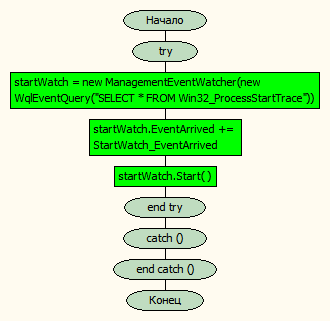 Начало
try
startWatch = new ManagementEventWatcher(new
WqlEventQuery("SELECT * FROM Win32_ProcessStartTrace"))
startWatch.EventArrived +=
StartWatch_EventArrived
startWatch.Start( )
end try
catch ()
end catch ()
Конец